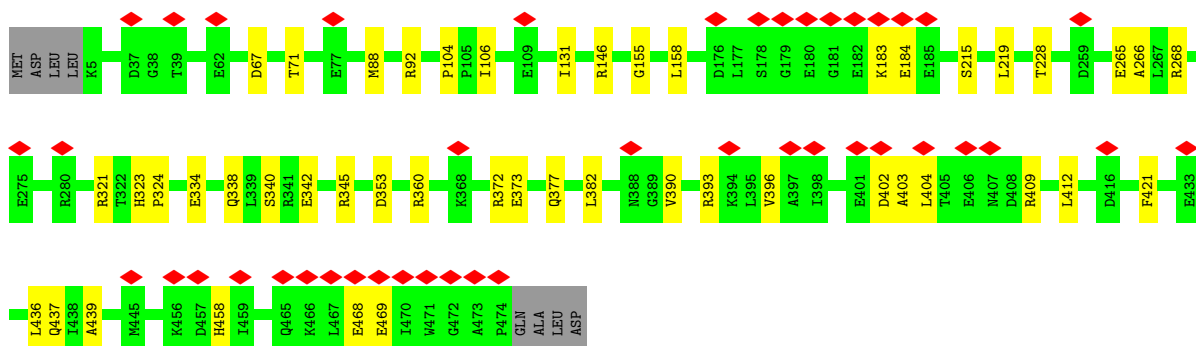 MET ASP LEU LEU K5 D37 G38 T39 E62 D67 T71 E77 M88 R92 P104 P105 I106 E109 I131 R146 G155 L158 D176 L177 S178 G179 E180 G181 E182 K183 E184 E185 S215 L219 T228 D259 E265 A266 L267 R268
E275 R280 R321 T322 H323 P324 E334 Q338 L339 S340 R341 E342 R345 D353 R360 K368 R372 E373 Q377 L382 N388 G389 V390 R393 K394 L395 V396 A397 I398 E401 D402 A403 L404 T405 E406 N407 D408 R409 L412 D416 F421 E433
L436 Q437 I438 A439 M445 K456 D457 H458 I459 Q465 K466 L467 E468 E469 I470 W471 G472 A473 P474 GLN ALA LEU ASP